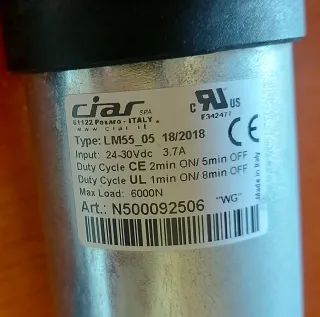 ciar SPA
61122 Pesaro - ITALY.
www.ciar.it
C RU US
E342477
Type: LM55_05 18/2018
CE
Input: 24-30Vdc 3.7A
Duty Cycle CE 2min ON/ 5min OFF
Duty Cycle UL 1min ON/ 8min OFF
Max Load: 6000N
"WG"
Art.: N500092506
Made in Italy